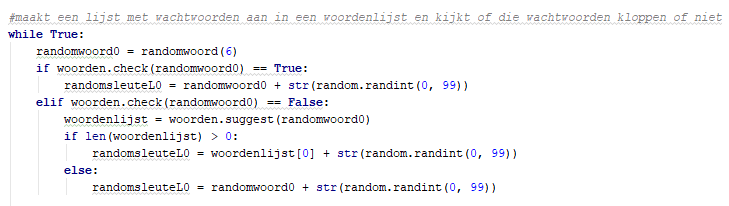 #maakt een lijst met wachtwoorden aan in een woordenlijst en kijkt of die wachtwoorden kloppen of niet
while True:
    randomwoord0 = randomwoord(6)
    if woorden.check(randomwoord0) == True:
        randomsleuteL0 = randomwoord0 + str(random.randint(0, 99))
    elif woorden.check(randomwoord0) == False:
        woordenlijst = woorden.suggest(randomwoord0)
        if len(woordenlijst) > 0:
            randomsleuteL0 = woordenlijst[0] + str(random.randint(0, 99))
        else:
            randomsleuteL0 = randomwoord0 + str(random.randint(0, 99))